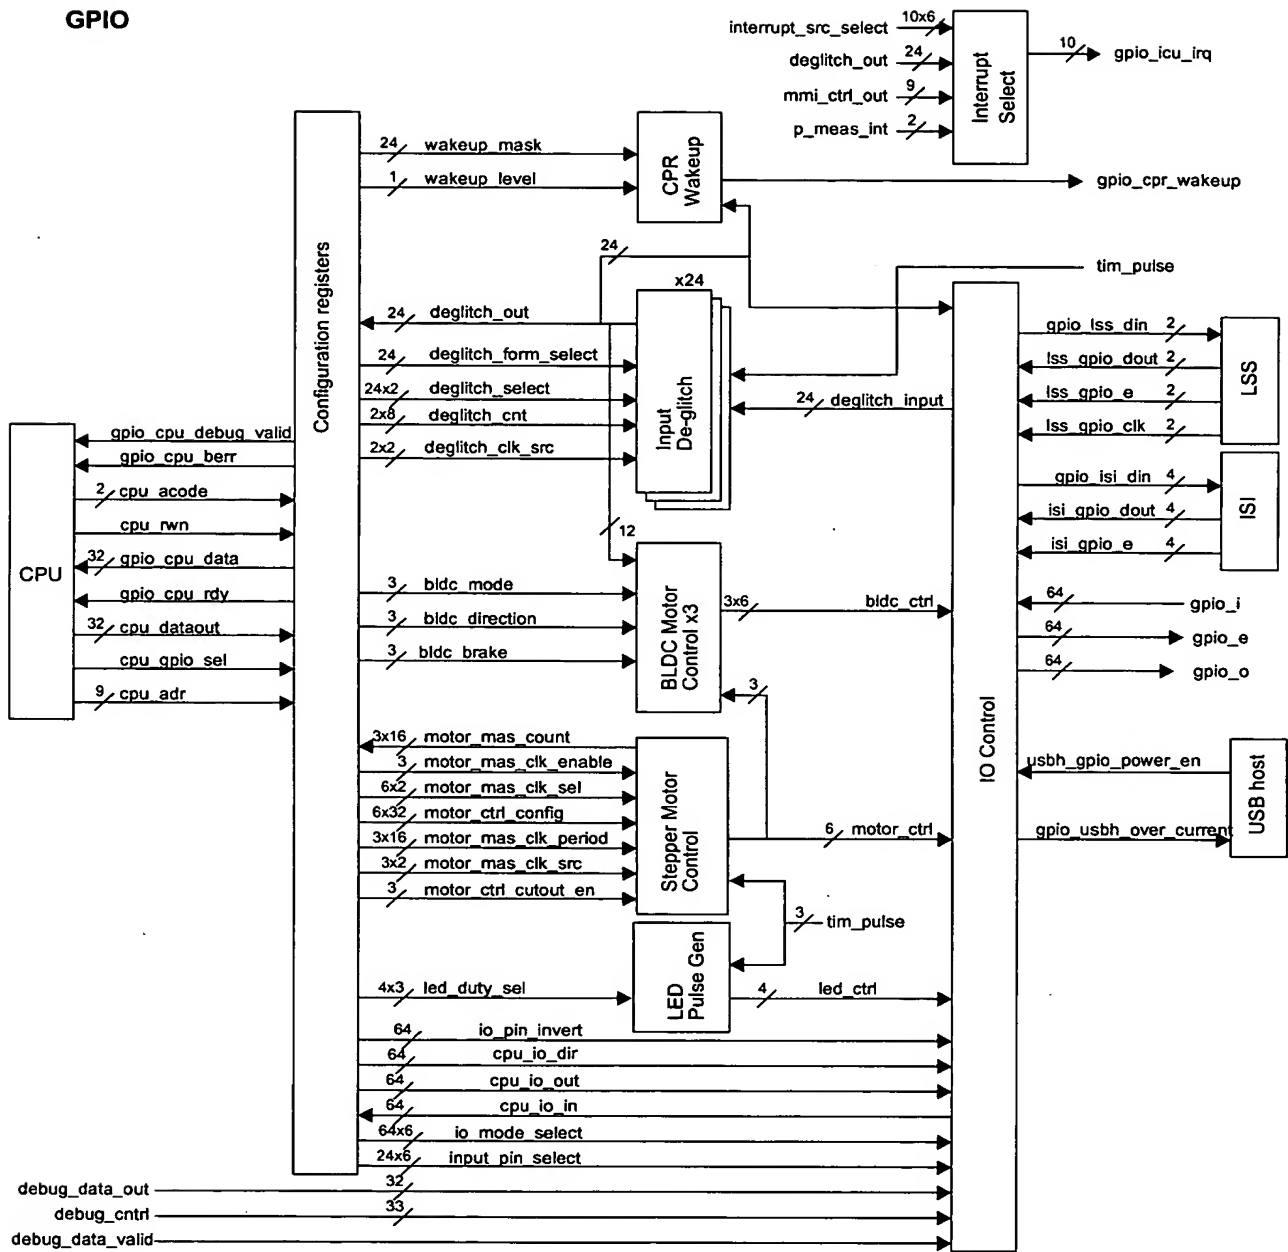 GPIO
interrupt_src_select 10x6
deglitch_out 24
mmi_ctrl_out 9
p_meas_int 2
Interrupt Select
10 gpio_icu_irq
Configuration registers
24 wakeup_mask
1 wakeup_level
CPR Wakeup
gpio_cpr_wakeup
24
tim_pulse
x24
24 deglitch_out
24 deglitch_form_select
24x2 deglitch_select
2x8 deglitch_cnt
2x2 deglitch_clk_src
Input De-glitch
24 deglitch_input
12
CPU
gpio_cpu_debug_valid
gpio_cpu_berr
2 cpu_acode
cpu_rwn
32 gpio_cpu_data
gpio_cpu_rdy
32 cpu_dataout
cpu_gpio_sel
9 cpu_adr
3 bldc_mode
3 bldc_direction
3 bldc_brake
BLDC Motor Control x3
3x6 bldc_ctrl
3
3x16 motor_mas_count
3 motor_mas_clk_enable
6x2 motor_mas_clk_sel
6x32 motor_ctrl_config
3x16 motor_mas_clk_period
3x2 motor_mas_clk_src
3 motor_ctrl_cutout_en
Stepper Motor Control
6 motor_ctrl
3 tim_pulse
4x3 led_duty_sel
LED Pulse Gen
4 led_ctrl
64 io_pin_invert
64 cpu_io_dir
64 cpu_io_out
64 cpu_io_in
64x6 io_mode_select
24x6 input_pin_select
debug_data_out 32
debug_cntrl 33
debug_data_valid
IO Control
gpio_lss_din 2
lss_gpio_dout 2
lss_gpio_e 2
lss_gpio_clk 2
LSS
gpio_isi_din 4
isi_gpio_dout 4
isi_gpio_e 4
ISI
64 gpio_i
64 gpio_e
64 gpio_o
usbh_gpio_power_en
gpio_usbh_over_current
USB host